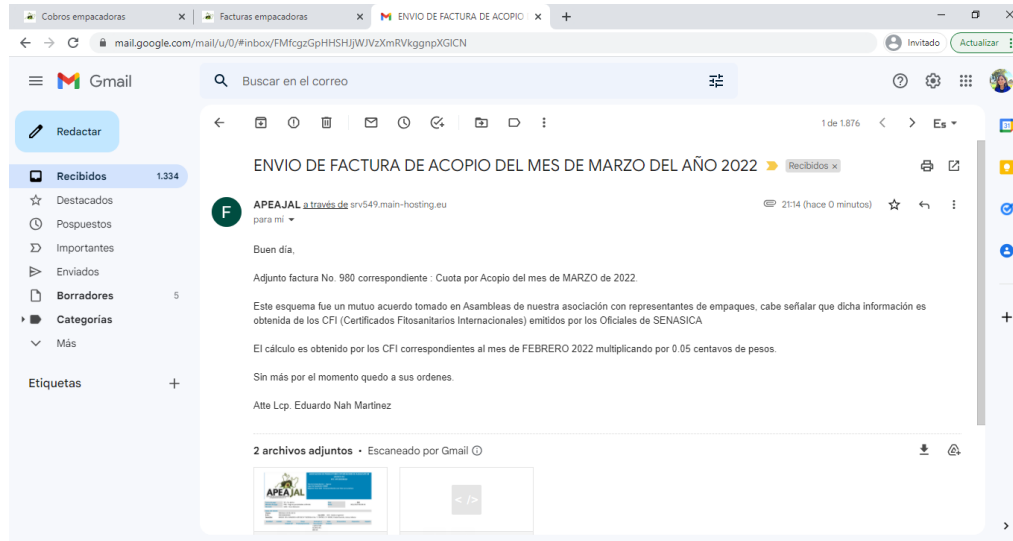 Cobros empacadoras
Facturas empacadoras
ENVIO DE FACTURA DE ACOPIO
mail.google.com/mail/u/0/#inbox/FMfcgzGpHHSHJjWJVzXmRVkggnpXGlCN
Invitado
Actualizar
Gmail
Buscar en el correo
Redactar
1 de 1.876
Es
Recibidos 1.334
Destacados
Pospuestos
Importantes
Enviados
Borradores 5
Categorías
Más
Etiquetas
ENVIO DE FACTURA DE ACOPIO DEL MES DE MARZO DEL AÑO 2022
Recibidos ×
F
APEAJAL a través de srv549.main-hosting.eu
21:14 (hace 0 minutos)
para mí
Buen día,
Adjunto factura No. 980 correspondiente : Cuota por Acopio del mes de MARZO de 2022.
Este esquema fue un mutuo acuerdo tomado en Asambleas de nuestra asociación con representantes de empaques, cabe señalar que dicha información es
obtenida de los CFI (Certificados Fitosanitarios Internacionales) emitidos por los Oficiales de SENASICA
El cálculo es obtenido por los CFI correspondientes al mes de FEBRERO 2022 multiplicando por 0.05 centavos de pesos.
Sin más por el momento quedo a sus ordenes.
Atte Lcp. Eduardo Nah Martinez
2 archivos adjuntos • Escaneado por Gmail
APEAJAL